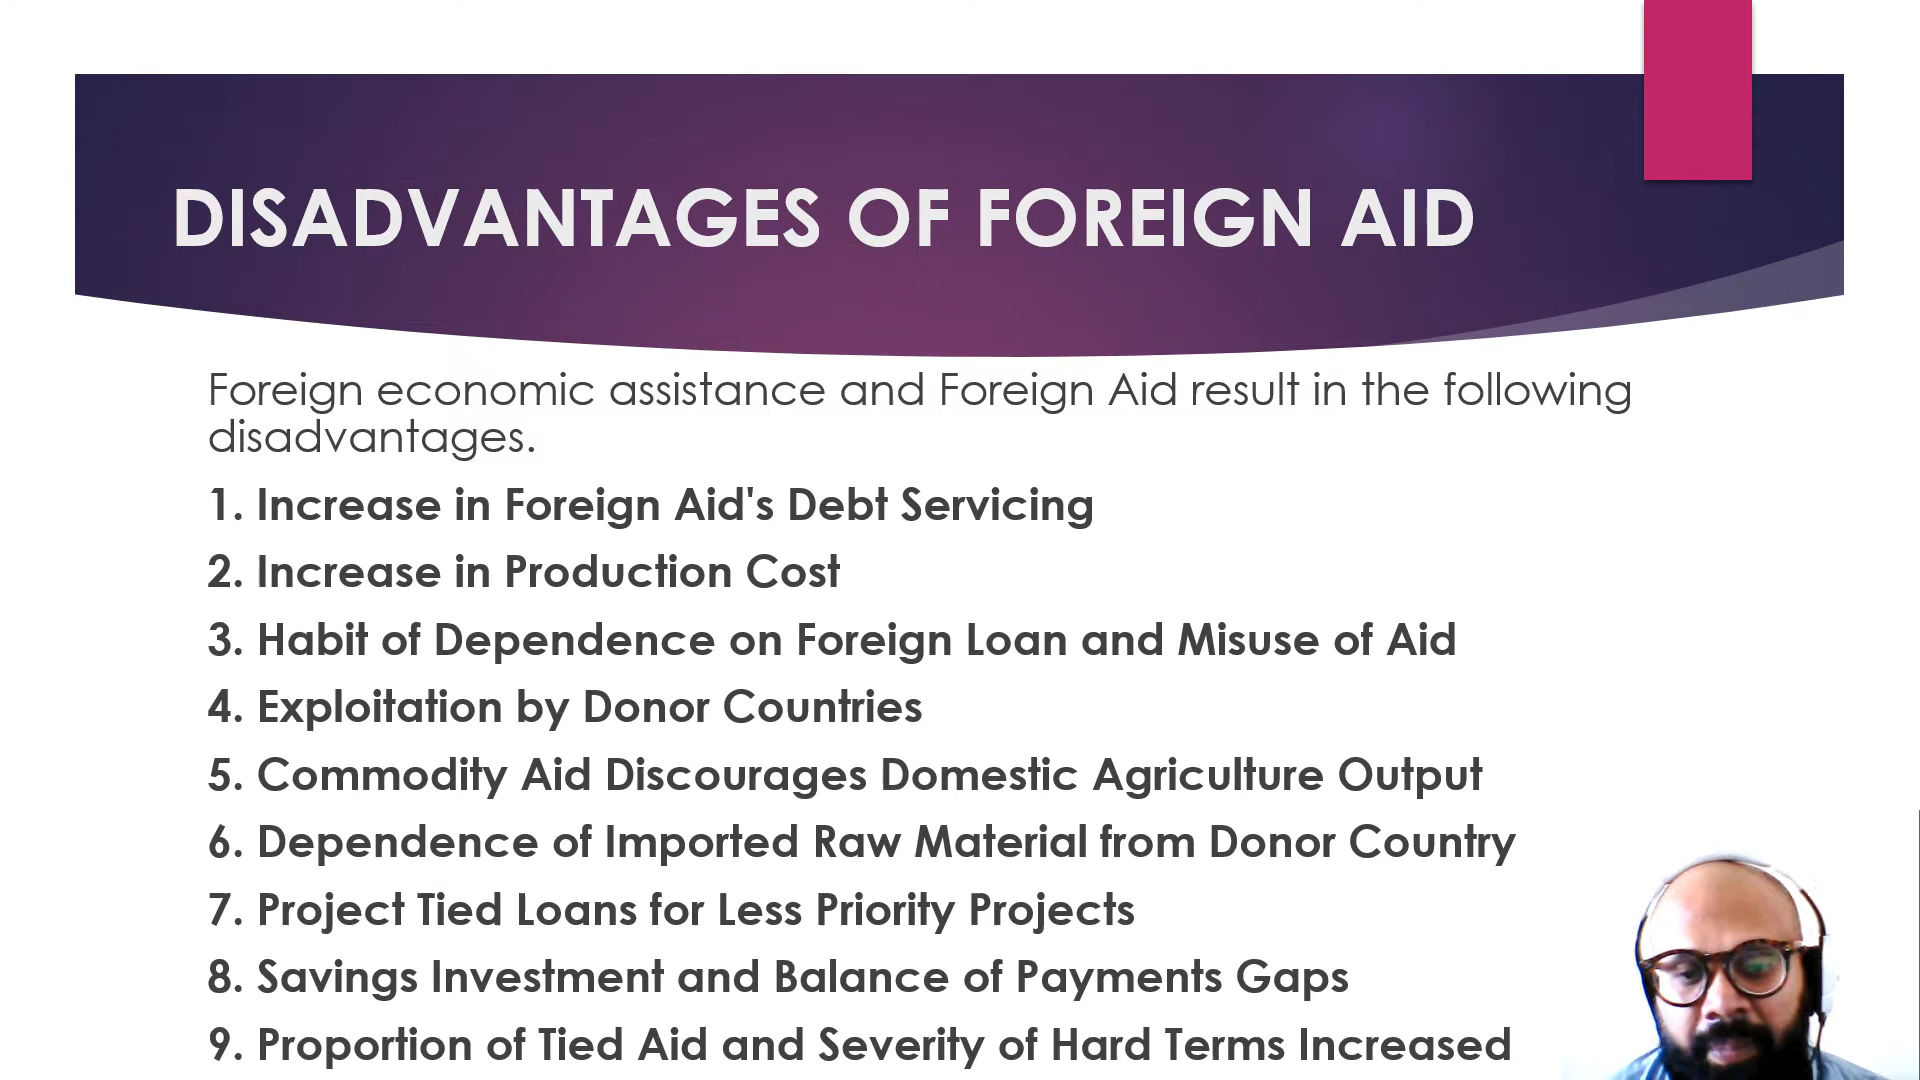 DISADVANTAGES OF FOREIGN AID
Foreign economic assistance and Foreign Aid result in the following
disadvantages.
1. Increase in Foreign Aid's Debt Servicing
2. Increase in Production Cost
3. Habit of Dependence on Foreign Loan and Misuse of Aid
4. Exploitation by Donor Countries
5. Commodity Aid Discourages Domestic Agriculture Output
6. Dependence of Imported Raw Material from Donor Country
7. Project Tied Loans for Less Priority Projects
8. Savings Investment and Balance of Payments Gaps
9. Proportion of Tied Aid and Severity of Hard Terms Increased